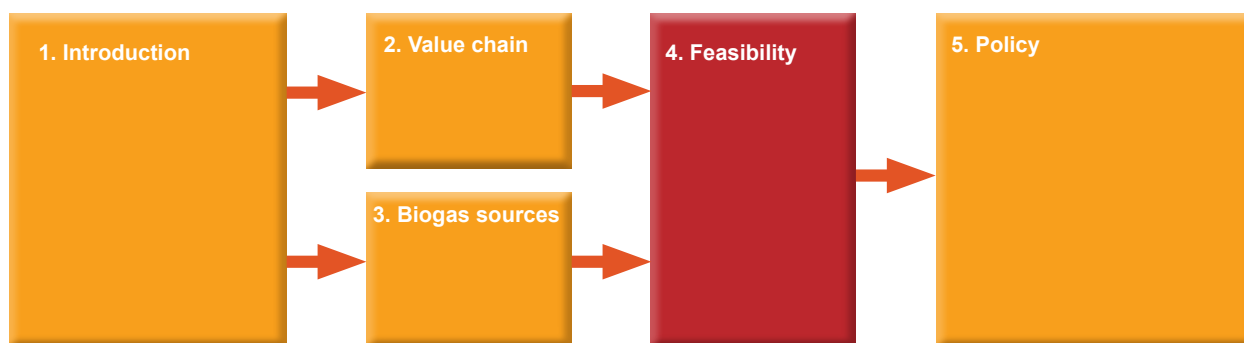 1. Introduction
2. Value chain
3. Biogas sources
4. Feasibility
5. Policy